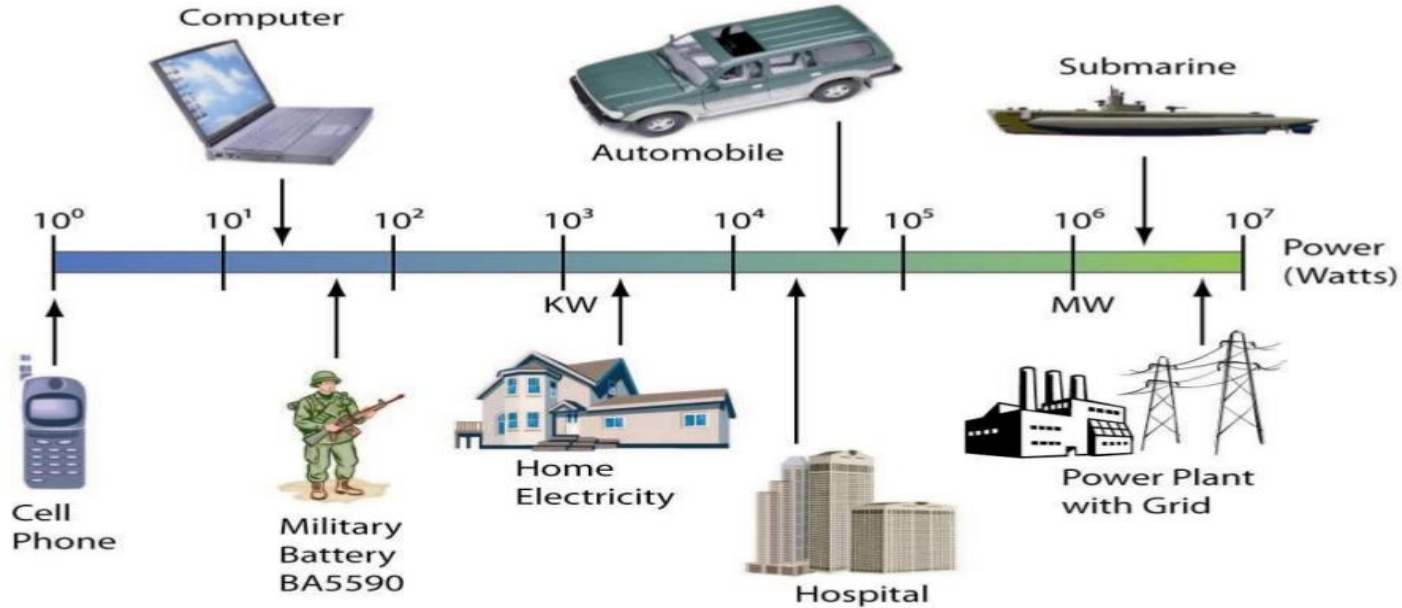 Computer
Automobile
Submarine
10⁰ 10¹ 10² 10³ 10⁴ 10⁵ 10⁶ 10⁷
Power
(Watts)
KW
MW
Cell
Phone
Military
Battery
BA5590
Home
Electricity
Hospital
Power Plant
with Grid